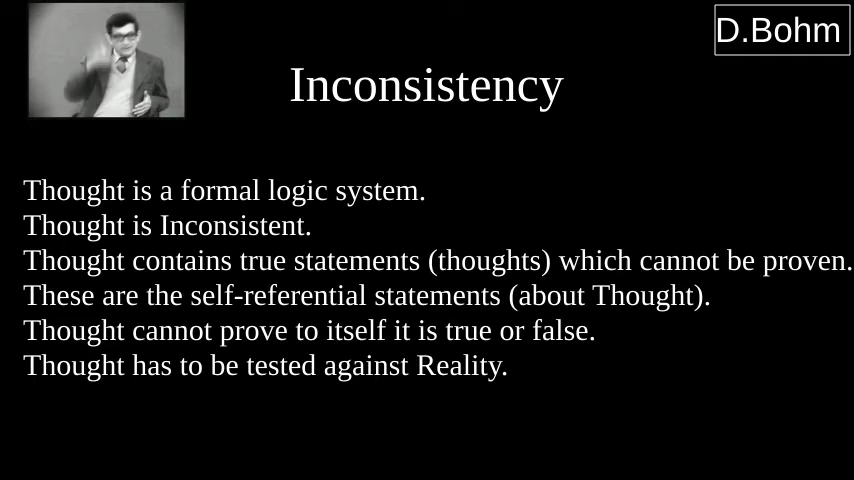 D.Bohm
Inconsistency
Thought is a formal logic system.
Thought is Inconsistent.
Thought contains true statements (thoughts) which cannot be proven.
These are the self-referential statements (about Thought).
Thought cannot prove to itself it is true or false.
Thought has to be tested against Reality.